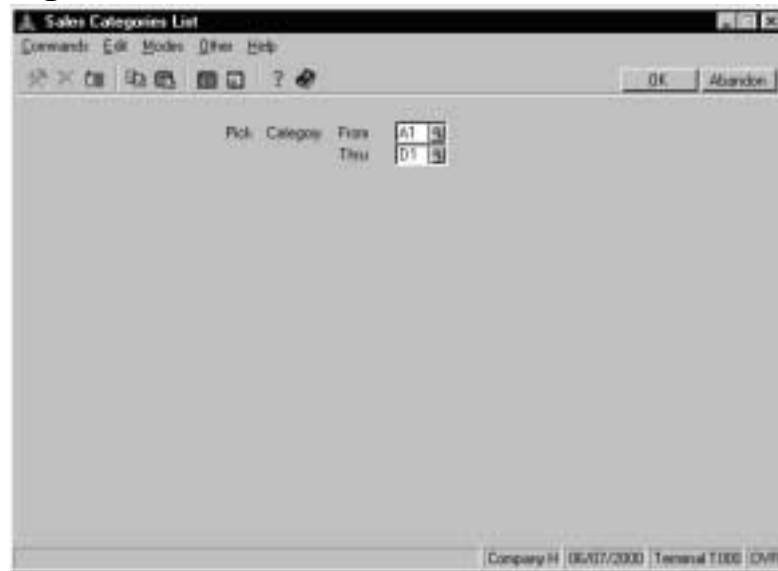 Sales Categories List
Commands Edit Modes Other Help
?
OK Abandon
Pick Category From A1
Thru D1
Company H 06/07/2000 Terminal T000 OVR